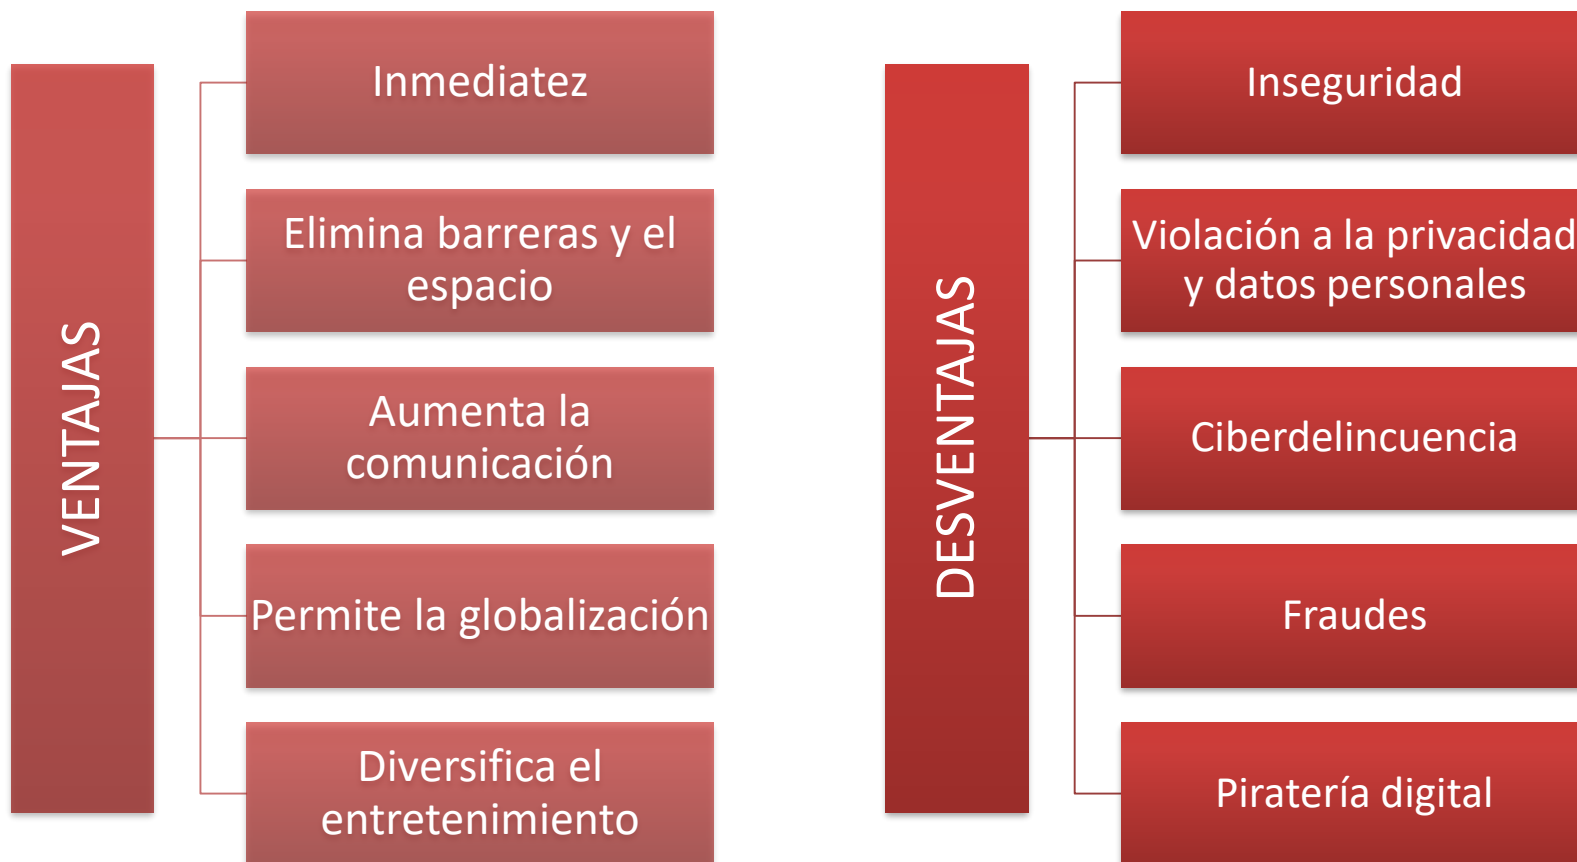 VENTAJAS
Inmediatez
Elimina barreras y el
espacio
Aumenta la
comunicación
Permite la globalización
Diversifica el
entretenimiento
DESVENTAJAS
Inseguridad
Violación a la privacidad
y datos personales
Ciberdelincuencia
Fraudes
Piratería digital